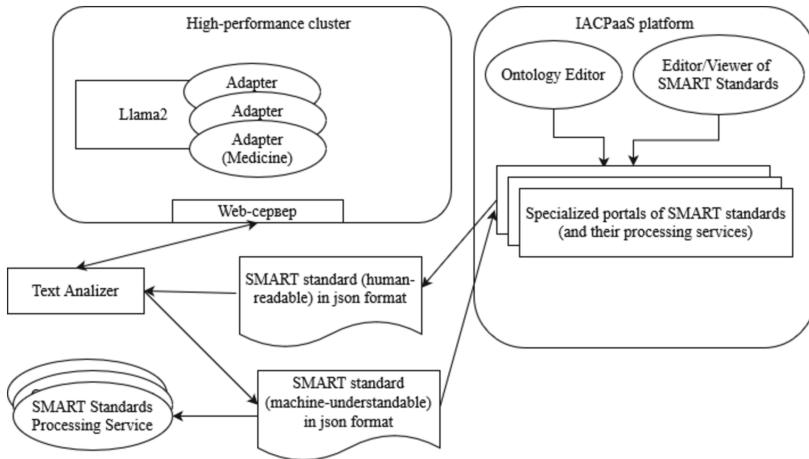 High-performance cluster
IACPaaS platform
Llama2
Adapter
Adapter
Adapter
(Medicine)
Ontology Editor
Editor/Viewer of
SMART Standards
Web-сервер
Specialized portals of SMART standards
(and their processing services)
Text Analizer
SMART standard (human-
readable) in json format
SMART standard
(machine-understandable)
in json format
SMART Standards
Processing Service